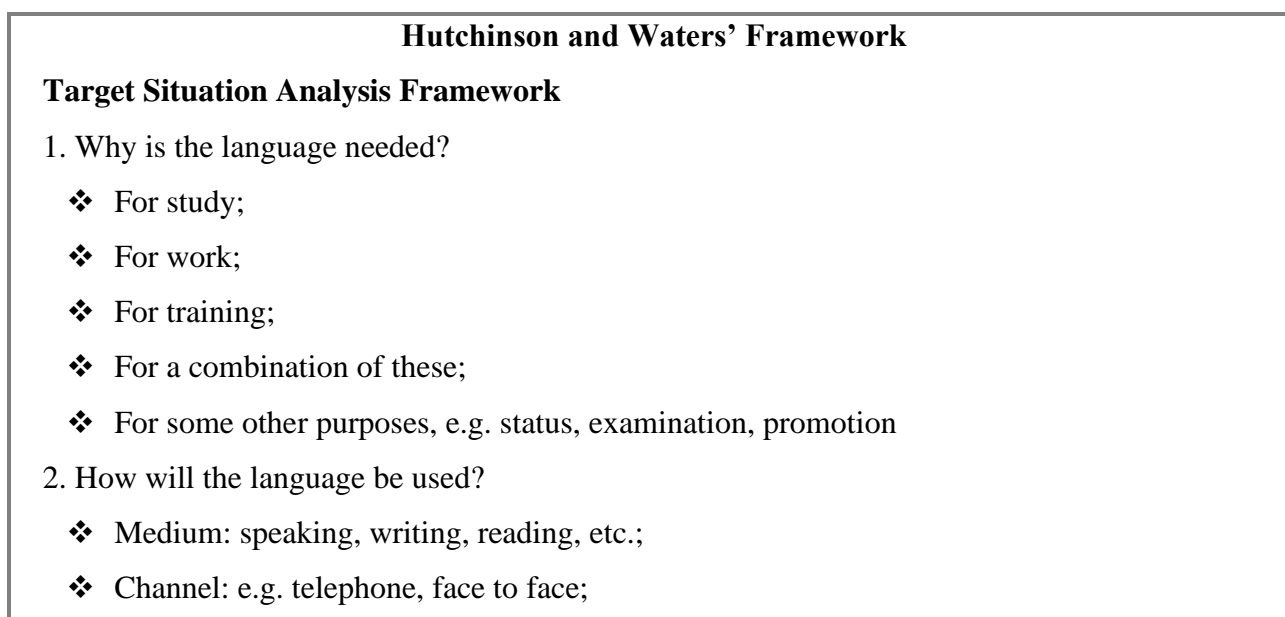 Hutchinson and Waters’ Framework
Target Situation Analysis Framework
1. Why is the language needed?
❖ For study;
❖ For work;
❖ For training;
❖ For a combination of these;
❖ For some other purposes, e.g. status, examination, promotion
2. How will the language be used?
❖ Medium: speaking, writing, reading, etc.;
❖ Channel: e.g. telephone, face to face;